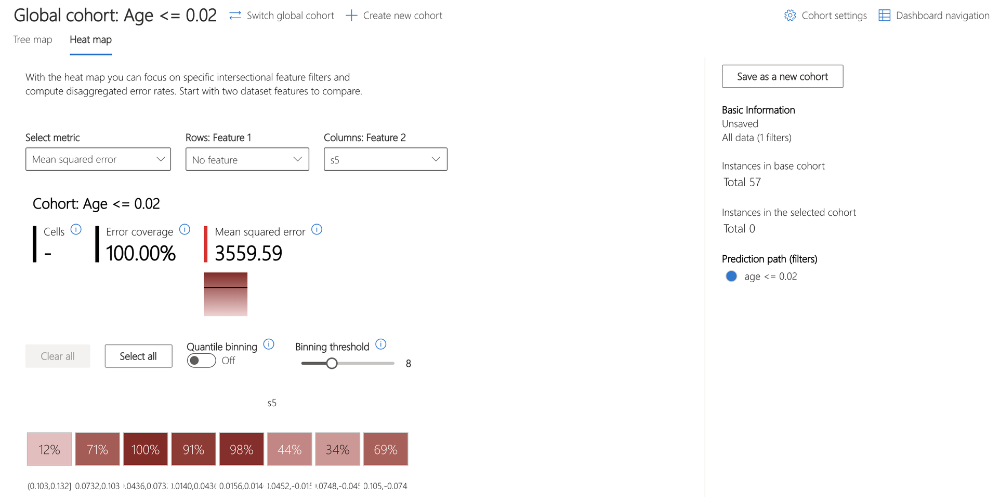 Global cohort: Age <= 0.02 Switch global cohort Create new cohort Cohort settings Dashboard navigation
Tree map Heat map
With the heat map you can focus on specific intersectional feature filters and
compute disaggregated error rates. Start with two dataset features to compare.
Select metric Rows: Feature 1 Columns: Feature 2
Mean squared error No feature s5
Cohort: Age <= 0.02
Cells Error coverage Mean squared error
- 100.00% 3559.59
Clear all Select all Quantile binning Off Binning threshold 8
s5
12% 71% 100% 91% 98% 44% 34% 69%
(0.103,0.132] 0.0732,0.103 .0436,0.073 .0140,0.043 0.0156,0.014 .0452,-0.015 .0748,-0.04 0.105,-0.074
Save as a new cohort
Basic Information
Unsaved
All data (1 filters)
Instances in base cohort
Total 57
Instances in the selected cohort
Total 0
Prediction path (filters)
age <= 0.02